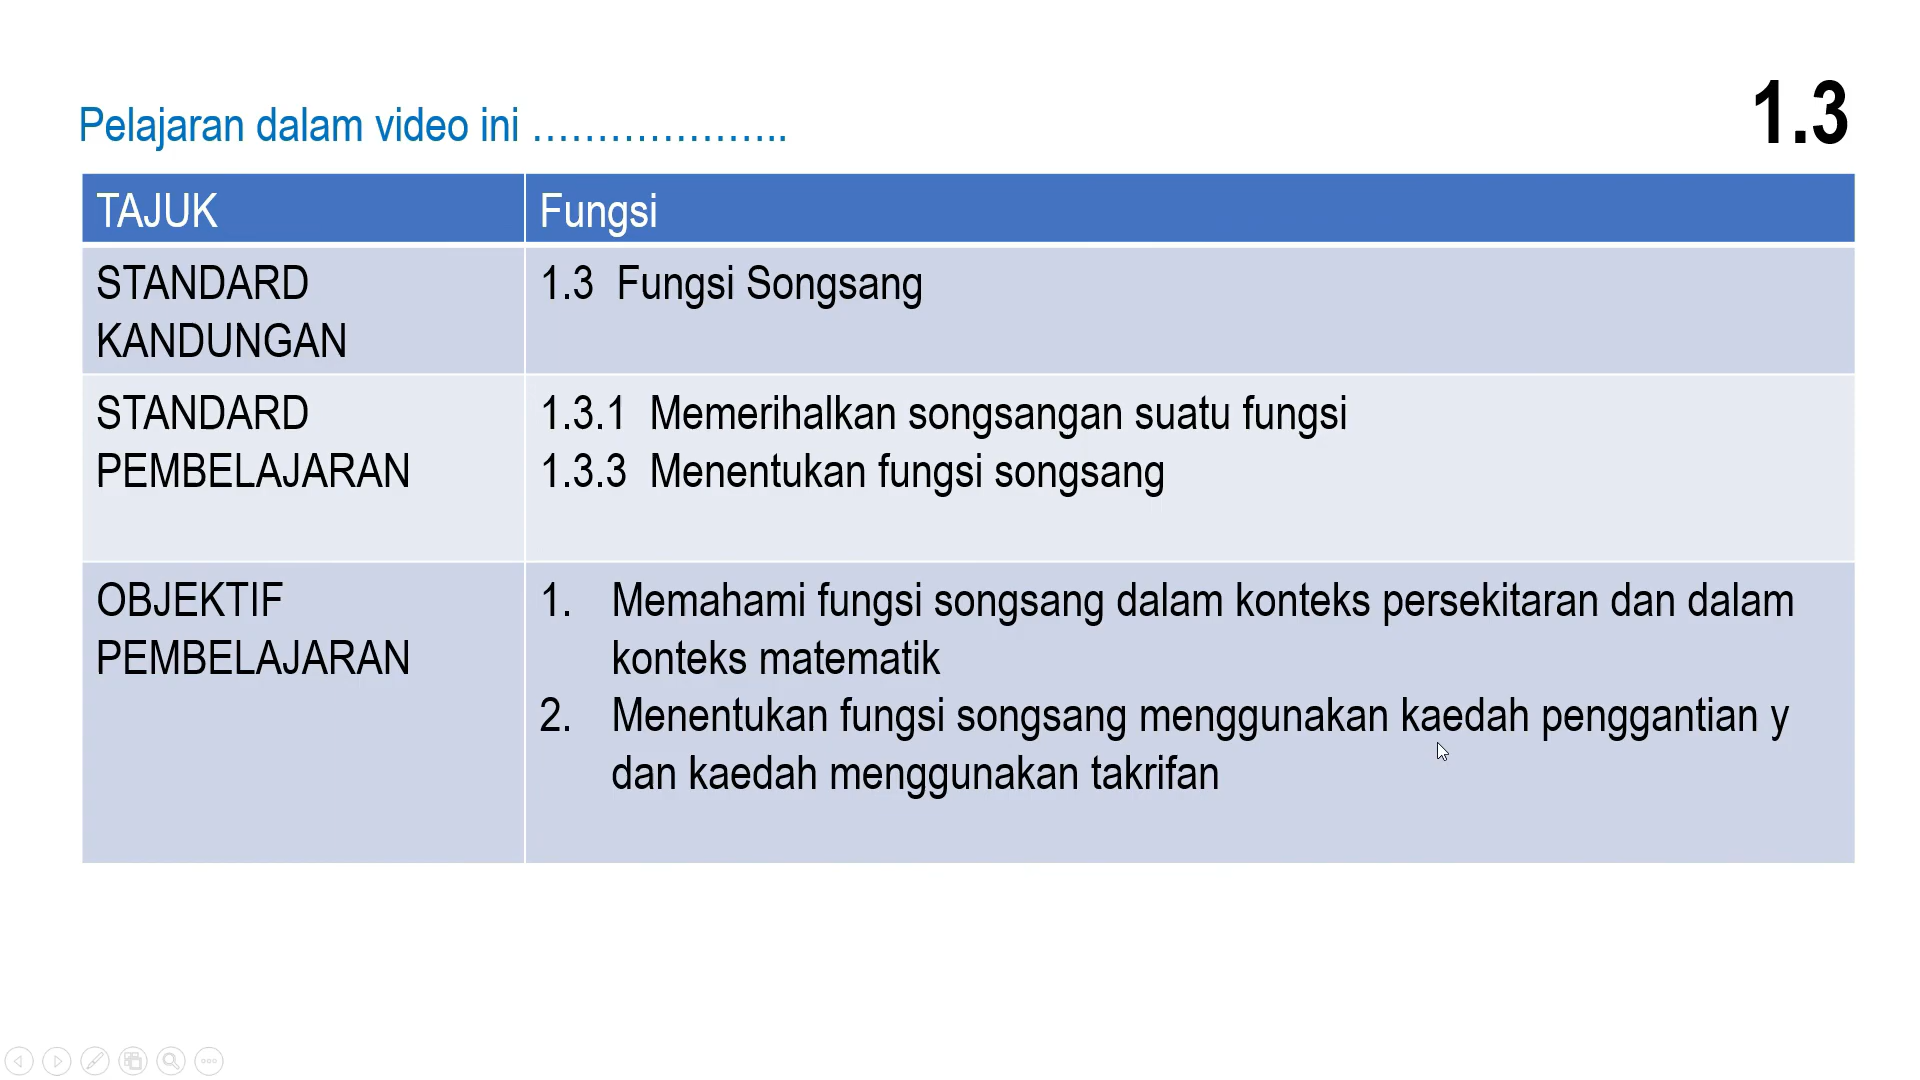 Pelajaran dalam video ini …………………..
1.3
TAJUK
Fungsi
STANDARD
KANDUNGAN
1.3 Fungsi Songsang
STANDARD
PEMBELAJARAN
1.3.1 Memerihalkan songsangan suatu fungsi
1.3.3 Menentukan fungsi songsang
OBJEKTIF
PEMBELAJARAN
1. Memahami fungsi songsang dalam konteks persekitaran dan dalam
konteks matematik
2. Menentukan fungsi songsang menggunakan kaedah penggantian y
dan kaedah menggunakan takrifan